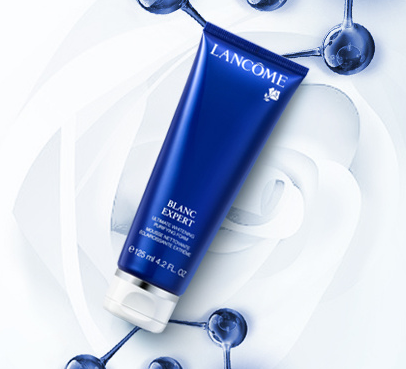 LANCÔME
BLANC
EXPERT
ULTIMATE WHITENING
PURIFYING FOAM
MOUSSE NETTOYANTE
ÉCLAIRCISSANTE EXTRÊME
℮125 ml 4.2 FL. OZ